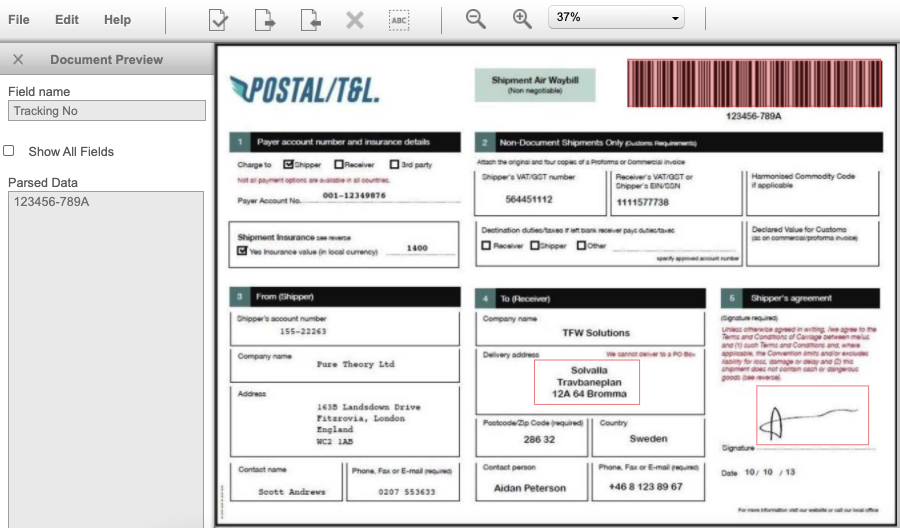 File Edit Help
ABC
37%
Document Preview
Field name
Tracking No
Show All Fields
Parsed Data
123456-789A
POSTAL/T&L.
Shipment Air Waybill
(Non negotiable)
123456-789A
1 Payer account number and insurance details
Charge to Shipper Receiver 3rd party
Not all payment options are available in all countries.
Payer Account No. 001-12349876
Shipment Insurance see reverse
Yes Insurance value (in local currency) 1400
2 Non-Document Shipments Only (Customs Requirements)
Attach the original and four copies of a Proforma or Commercial invoice
Shipper's VAT/GST number
564451112
Receiver's VAT/GST or
Shipper's EIN/SSN
1111577738
Harmonised Commodity Code
if applicable
Destination duties/taxes if left blank receiver pays duties/taxes
Receiver Shipper Other
specify approved account number
Declared Value for Customs
(as on commercial/proforma invoice)
3 From (Shipper)
Shipper's account number
155-22263
Company name
Pure Theory Ltd
Address
163B Landsdown Drive
Fitzrovia, London
England
WC2 1AB
Contact name
Scott Andrews
Phone, Fax or E-mail (required)
0207 553633
4 To (Receiver)
Company name
TFW Solutions
Delivery address We cannot deliver to a PO Box
Solvalla
Travbaneplan
12A 64 Bromma
Postcode/Zip Code (required)
286 32
Country
Sweden
Contact person
Aidan Peterson
Phone, Fax or E-mail (required)
+46 8 123 89 67
5 Shipper's agreement
(Signature required)
Unless otherwise agreed in writing, I/we agree to the
Terms and Conditions of Carriage between me/us
and (1) such Terms and Conditions and, where
applicable, the Convention limits and/or excludes
liability for loss, damage or delay and (2) this
shipment does not contain cash or dangerous
goods (see reverse).
Signature
Date 10/ 10 / 13
For more information visit our website or call our local office